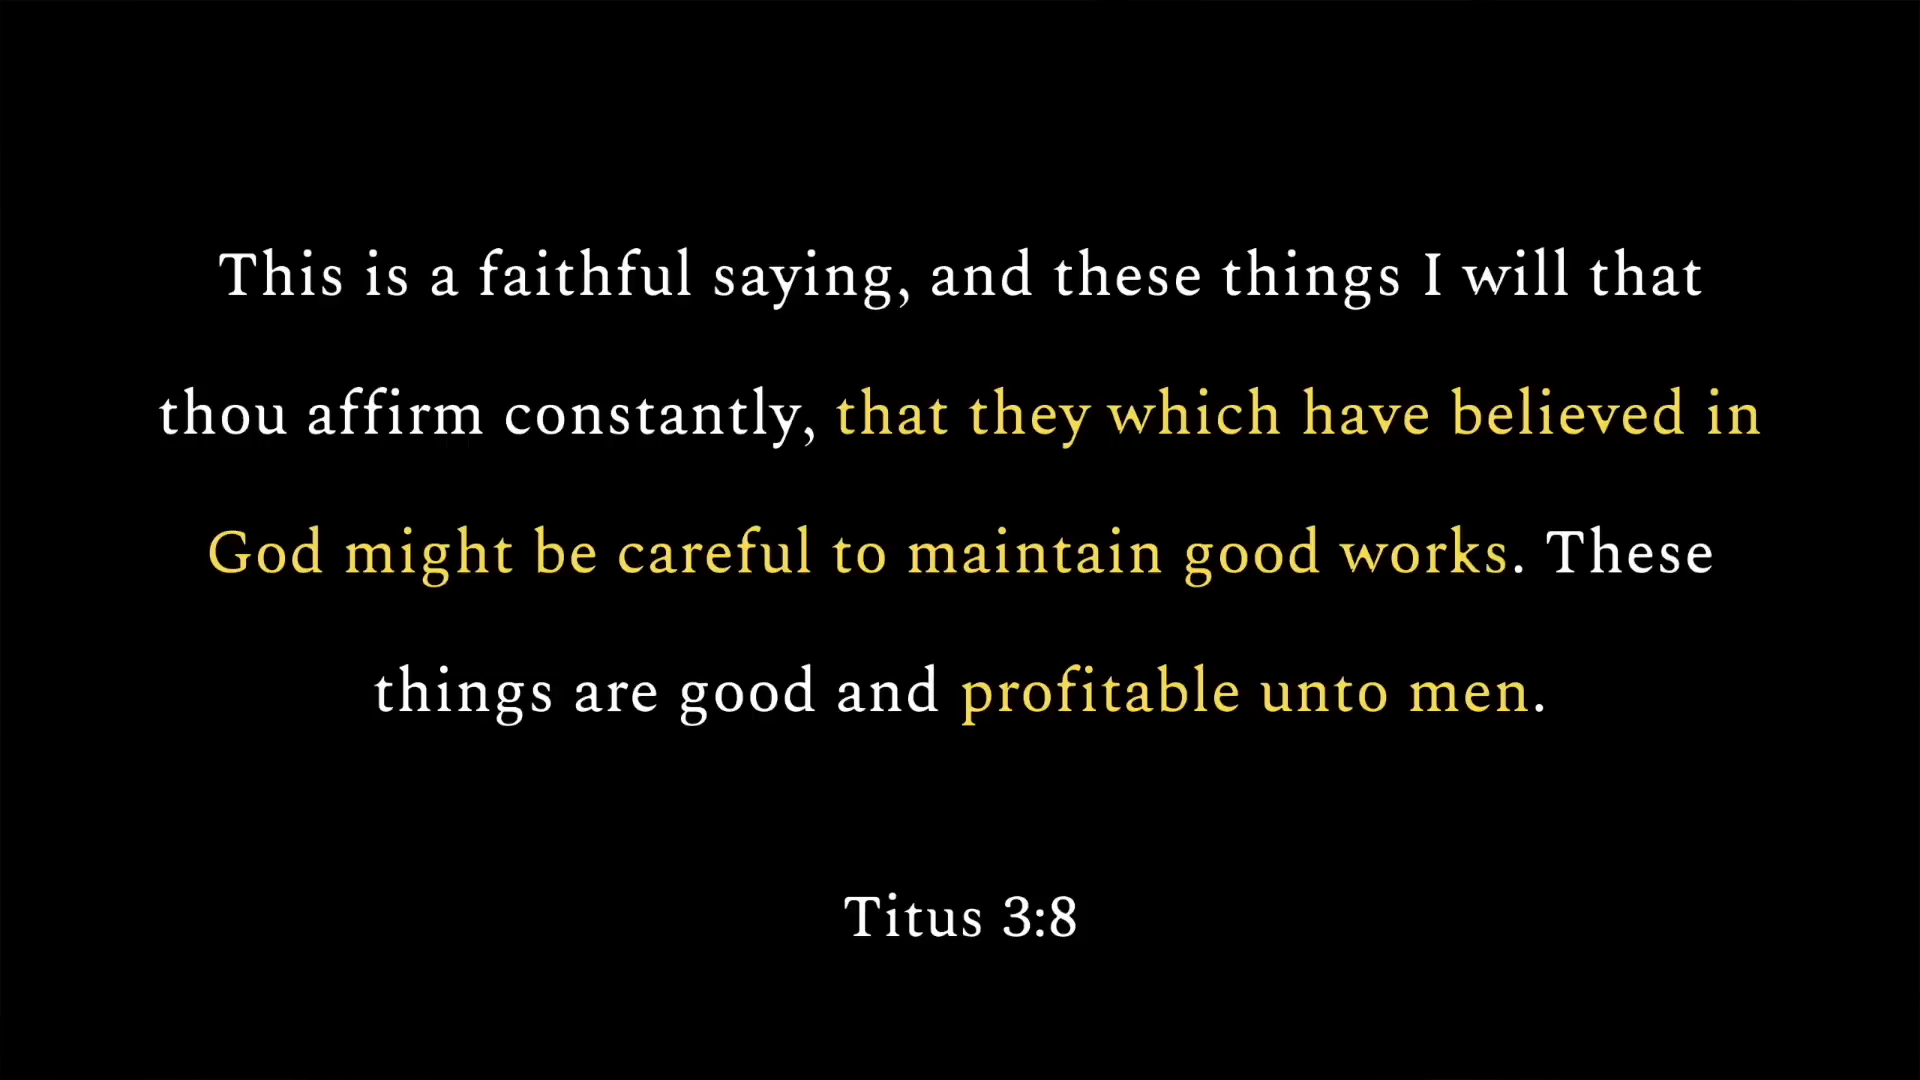 This is a faithful saying, and these things I will that
thou affirm constantly, that they which have believed in
God might be careful to maintain good works. These
things are good and profitable unto men.
Titus 3:8